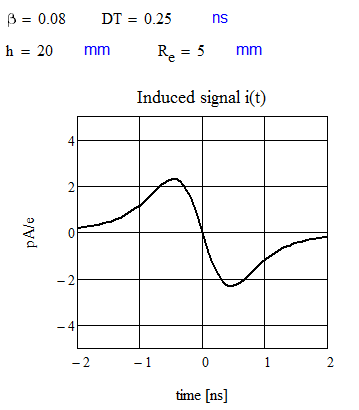 β = 0.08 DT = 0.25 ns
h = 20 mm Re = 5 mm
Induced signal i(t)
4
2
0
−2
−4
pA/e
−2 −1 0 1 2
time [ns]